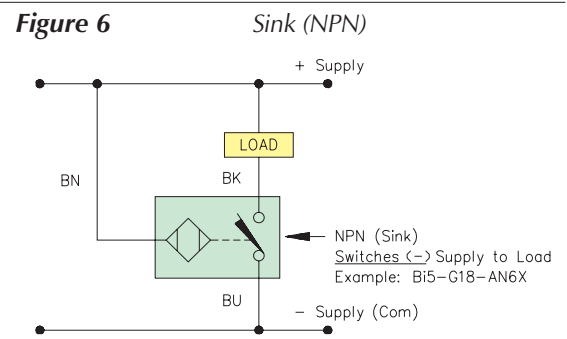 Figure 6 Sink (NPN)
+ Supply
LOAD
BN
BK
NPN (Sink)
Switches (-) Supply to Load
Example: Bi5-G18-AN6X
BU
- Supply (Com)